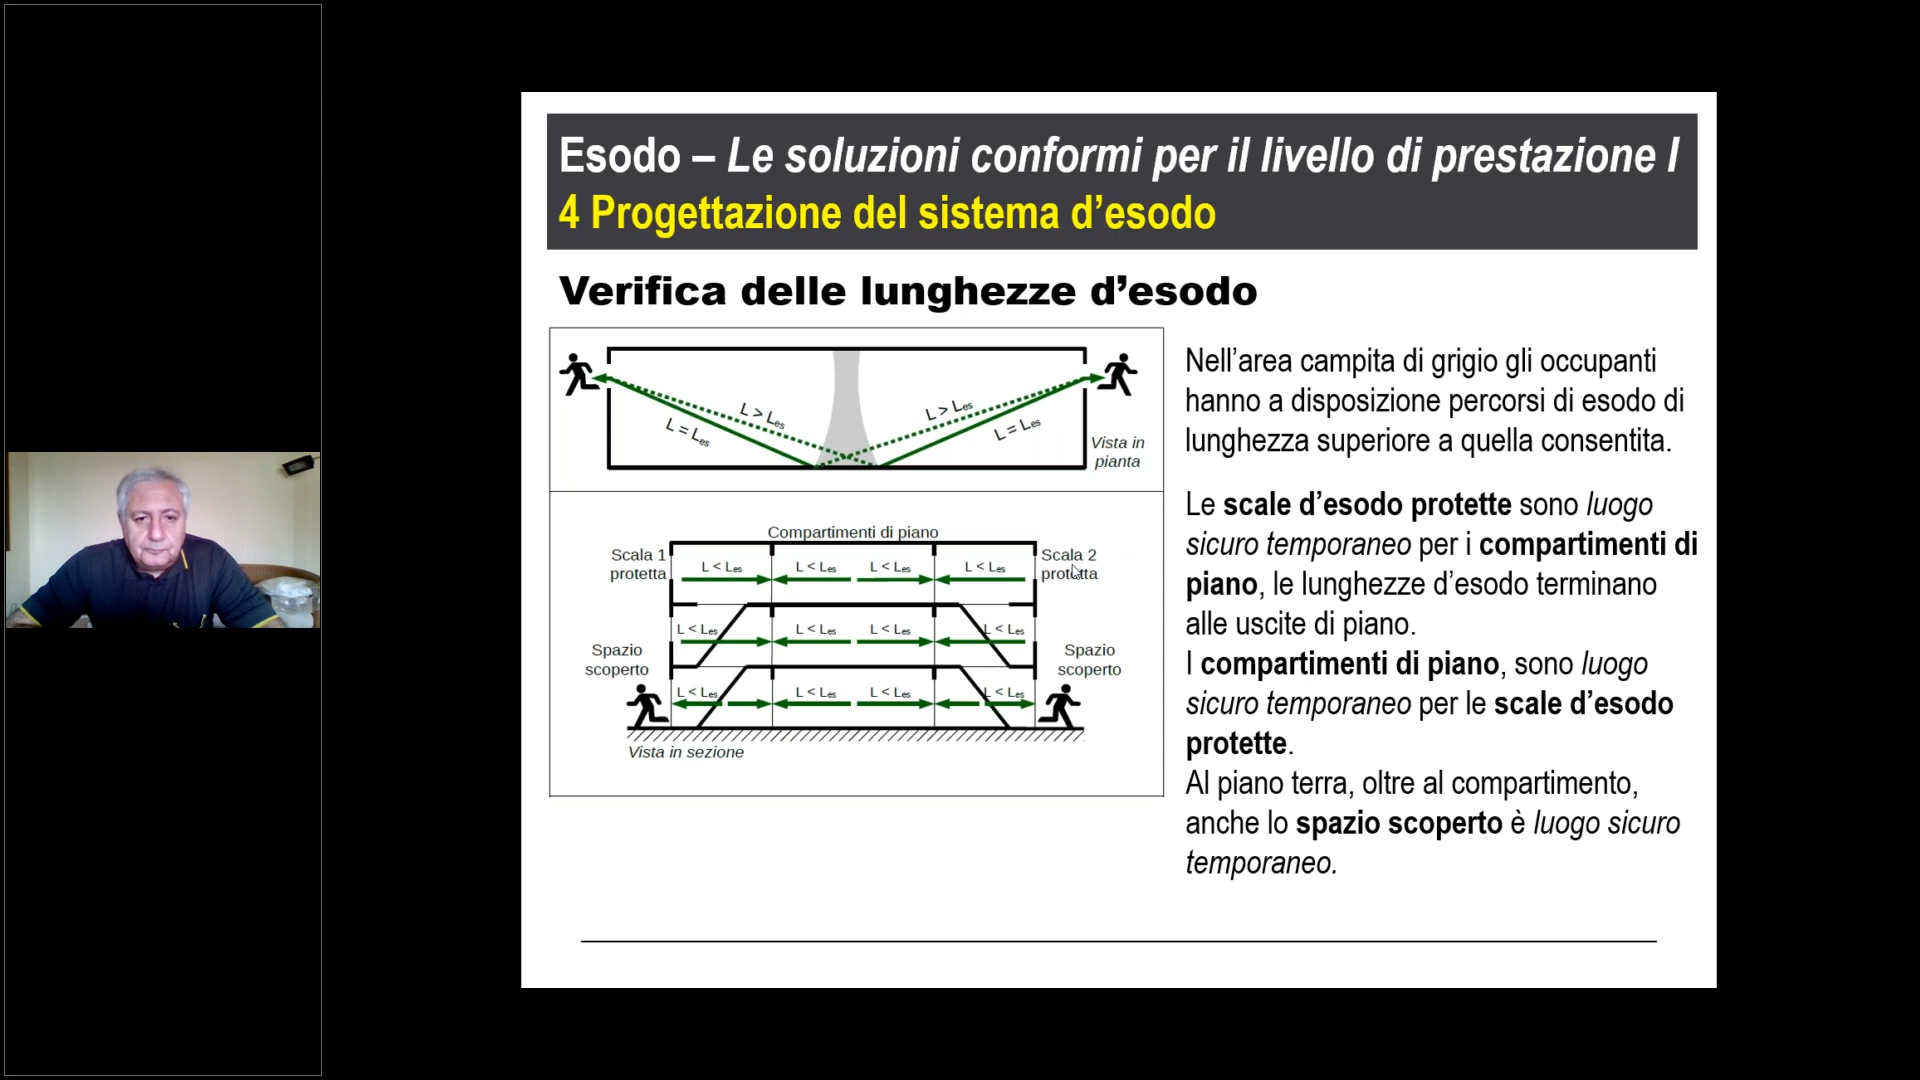 Esodo – Le soluzioni conformi per il livello di prestazione I
4 Progettazione del sistema d’esodo
Verifica delle lunghezze d’esodo
L > Les
L = Les
L > Les
L = Les
Vista in
pianta
Compartimenti di piano
Scala 1
protetta
Scala 2
protetta
L < Les
L < Les
L < Les
L < Les
L < Les
L < Les
L < Les
L < Les
Spazio
scoperto
Spazio
scoperto
L < Les
L < Les
L < Les
L < Les
Vista in sezione
Nell’area campita di grigio gli occupanti
hanno a disposizione percorsi di esodo di
lunghezza superiore a quella consentita.
Le scale d’esodo protette sono luogo
sicuro temporaneo per i compartimenti di
piano, le lunghezze d’esodo terminano
alle uscite di piano.
I compartimenti di piano, sono luogo
sicuro temporaneo per le scale d’esodo
protette.
Al piano terra, oltre al compartimento,
anche lo spazio scoperto è luogo sicuro
temporaneo.